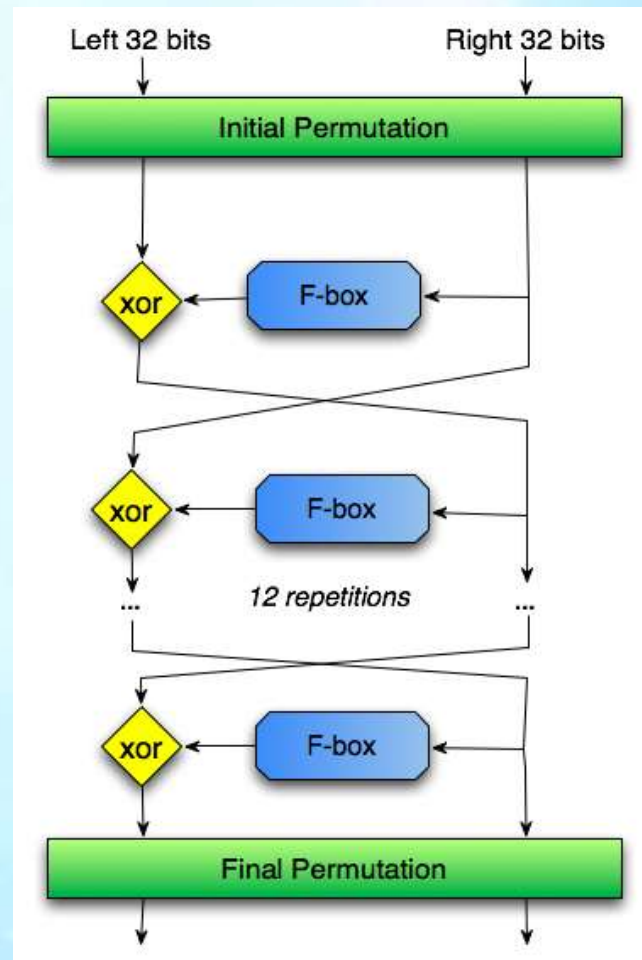 Left 32 bits Right 32 bits
Initial Permutation
xor F-box
xor F-box
... 12 repetitions ...
xor F-box
Final Permutation